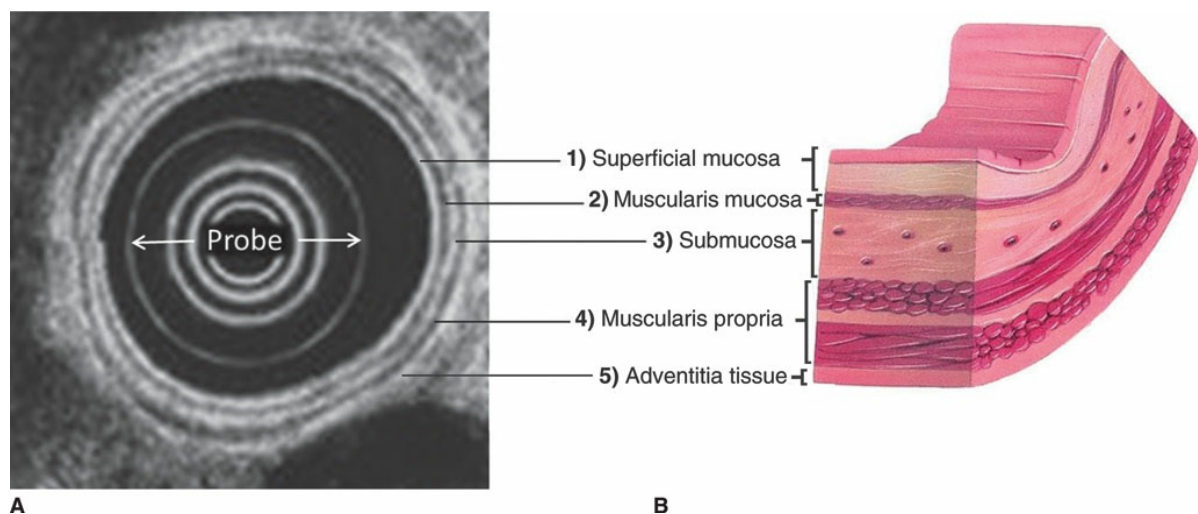 Probe
1) Superficial mucosa
2) Muscularis mucosa
3) Submucosa
4) Muscularis propria
5) Adventitia tissue
A
B